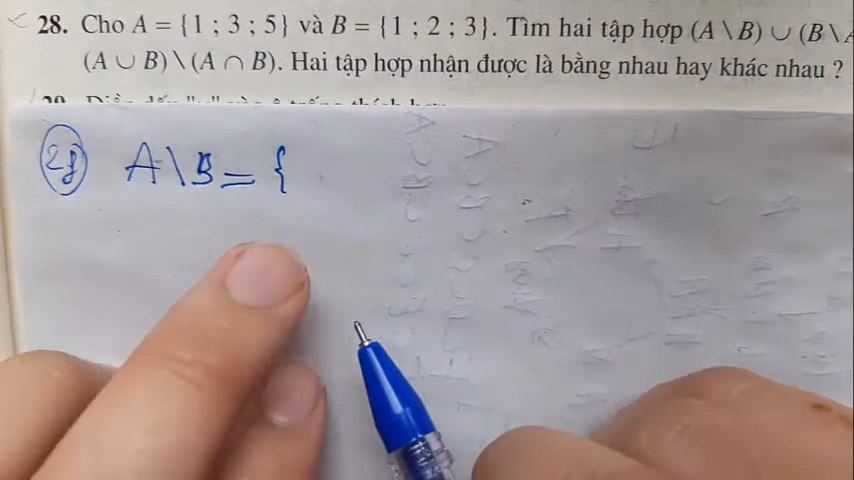 28. Cho A = {1 ; 3 ; 5} và B = {1 ; 2 ; 3}. Tìm hai tập hợp (A \ B) ∪ (B \ A
(A ∪ B) \ (A ∩ B). Hai tập hợp nhận được là bằng nhau hay khác nhau ?
28 A \ B = {